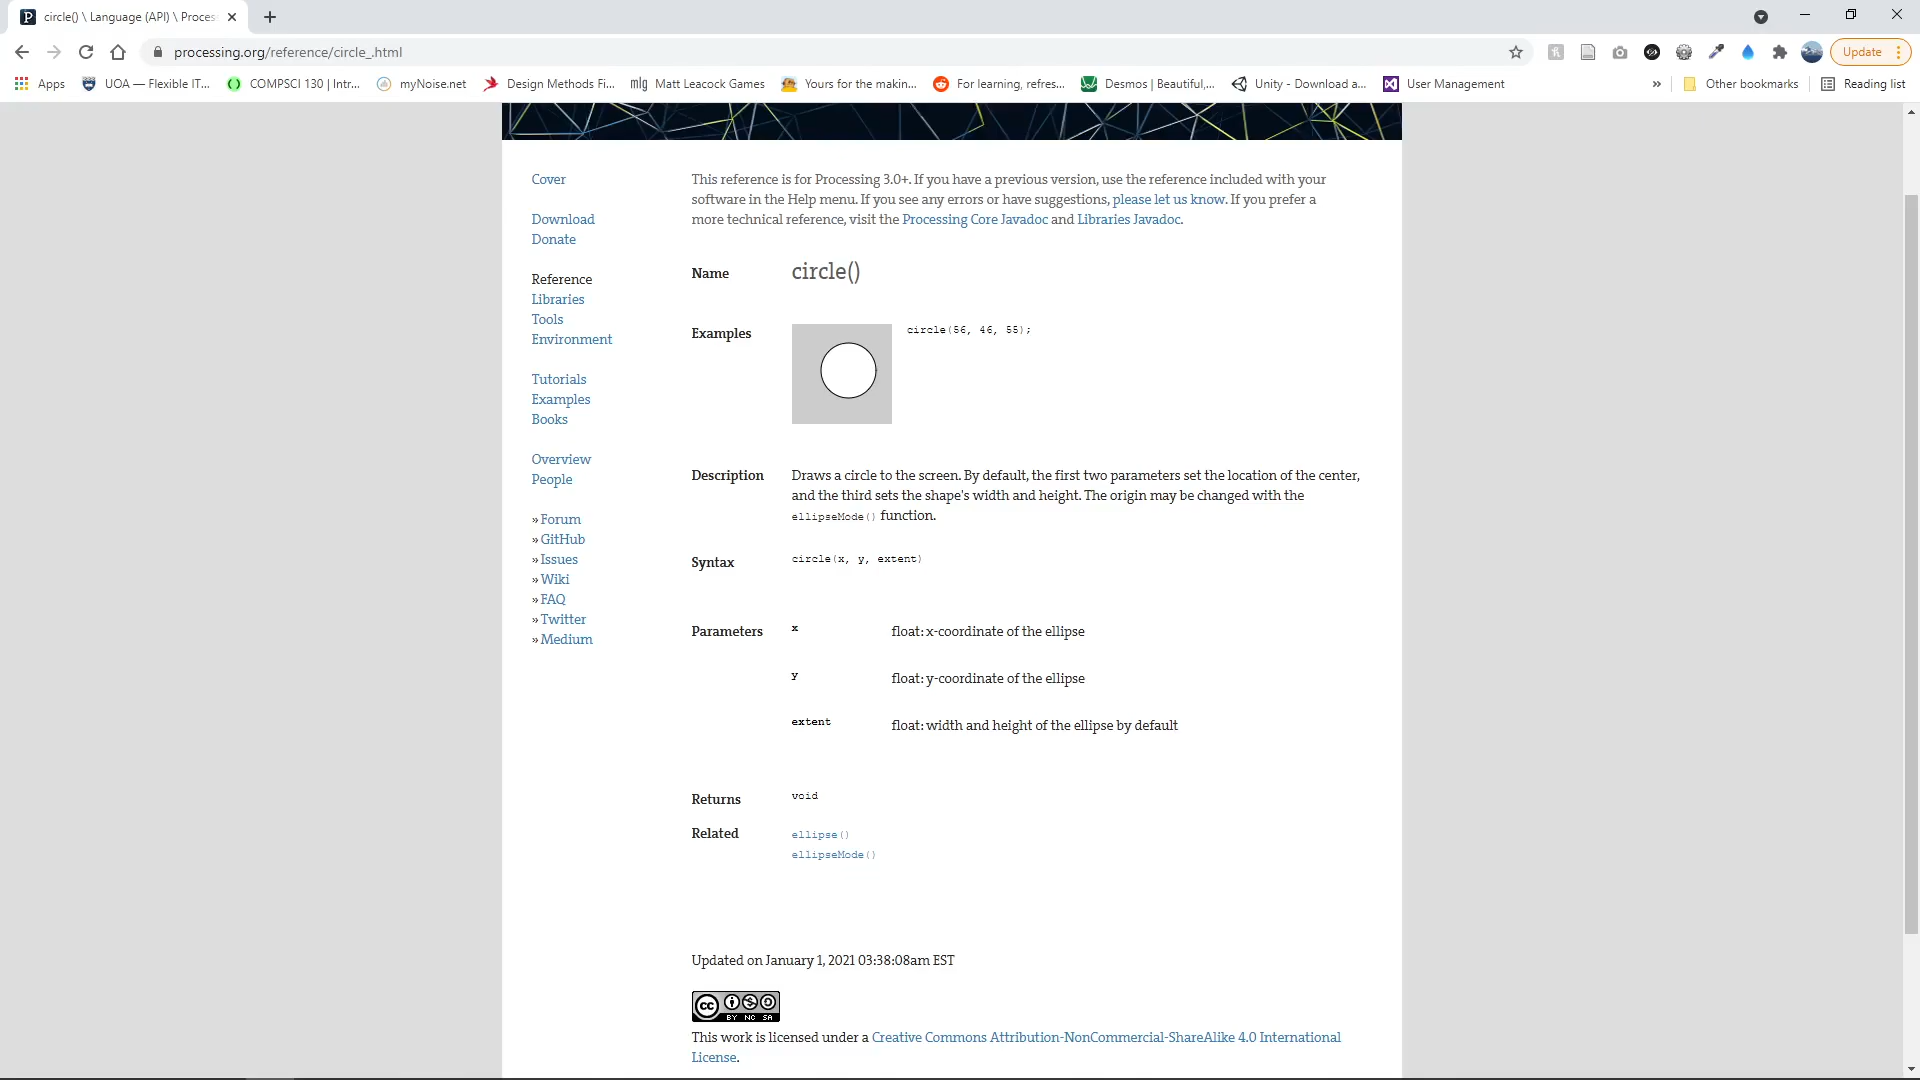 circle() \ Language (API) \ Proces
processing.org/reference/circle_.html
Update
Apps
UOA — Flexible IT...
COMPSCI 130 | Intr...
myNoise.net
Design Methods Fi...
mlg Matt Leacock Games
Yours for the makin...
For learning, refres...
Desmos | Beautiful,...
Unity - Download a...
User Management
»
Other bookmarks
Reading list
Cover
Download
Donate
Reference
Libraries
Tools
Environment
Tutorials
Examples
Books
Overview
People
» Forum
» GitHub
» Issues
» Wiki
» FAQ
» Twitter
» Medium
This reference is for Processing 3.0+. If you have a previous version, use the reference included with your
software in the Help menu. If you see any errors or have suggestions, please let us know. If you prefer a
more technical reference, visit the Processing Core Javadoc and Libraries Javadoc.
Name circle()
Examples circle(56, 46, 55);
Description Draws a circle to the screen. By default, the first two parameters set the location of the center,
and the third sets the shape's width and height. The origin may be changed with the
ellipseMode() function.
Syntax circle(x, y, extent)
Parameters x float: x-coordinate of the ellipse
y float: y-coordinate of the ellipse
extent float: width and height of the ellipse by default
Returns void
Related ellipse()
ellipseMode()
Updated on January 1, 2021 03:38:08am EST
cc BY NC SA
This work is licensed under a Creative Commons Attribution-NonCommercial-ShareAlike 4.0 International
License.